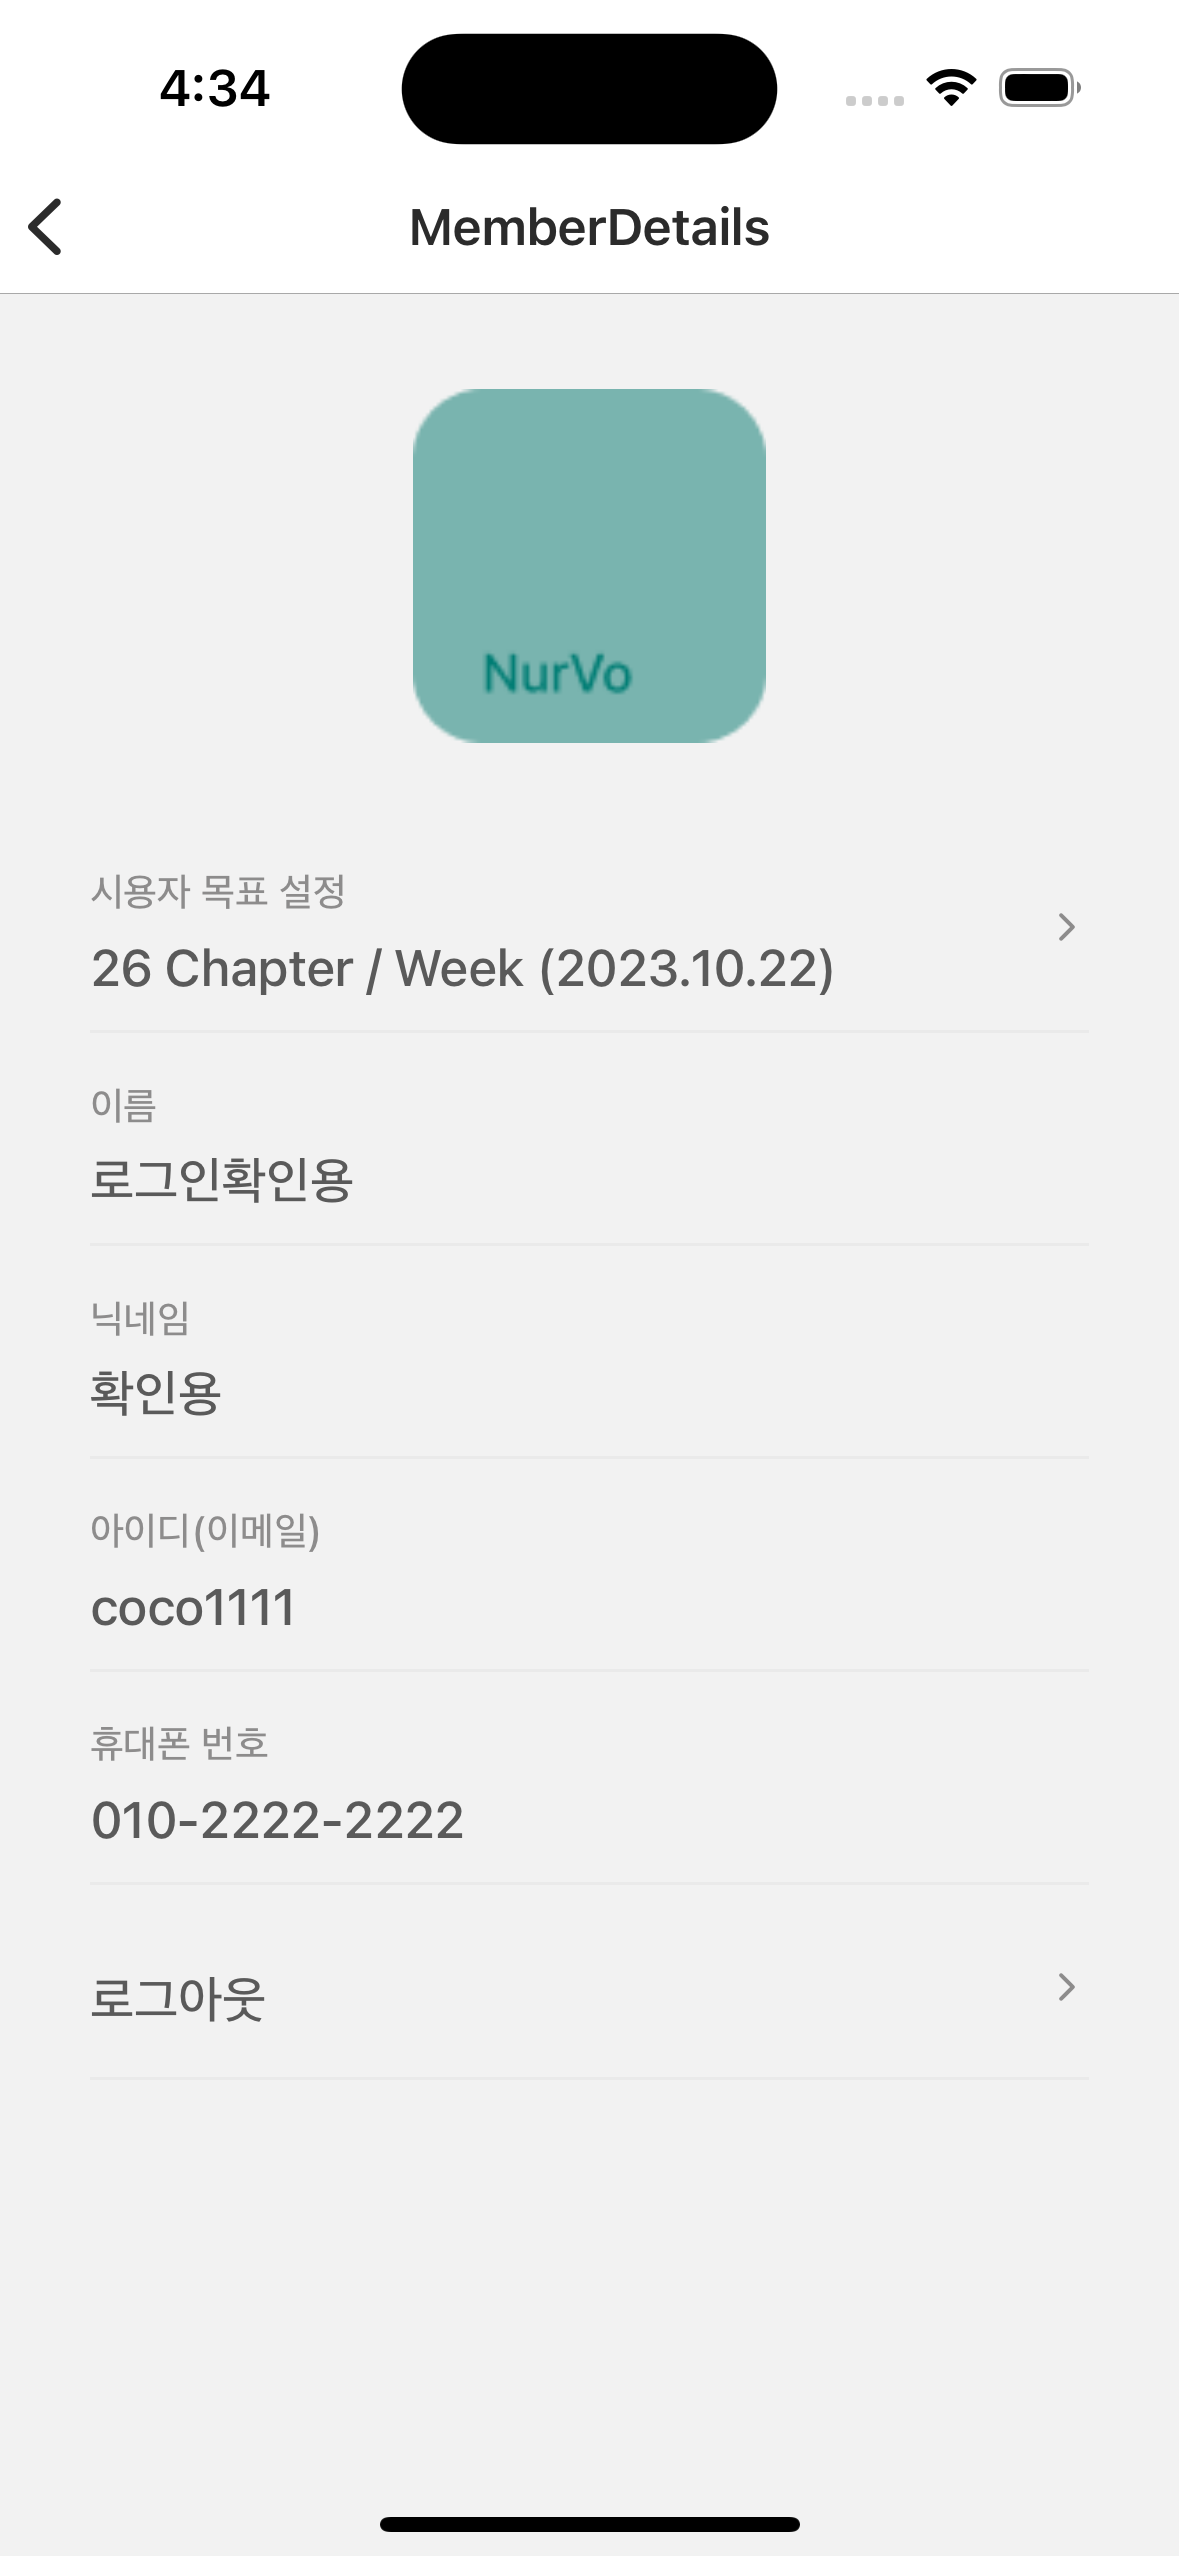 4:34
MemberDetails
NurVo
시용자 목표 설정
26 Chapter / Week (2023.10.22)
이름
로그인확인용
닉네임
확인용
아이디(이메일)
coco1111
휴대폰 번호
010-2222-2222
로그아웃